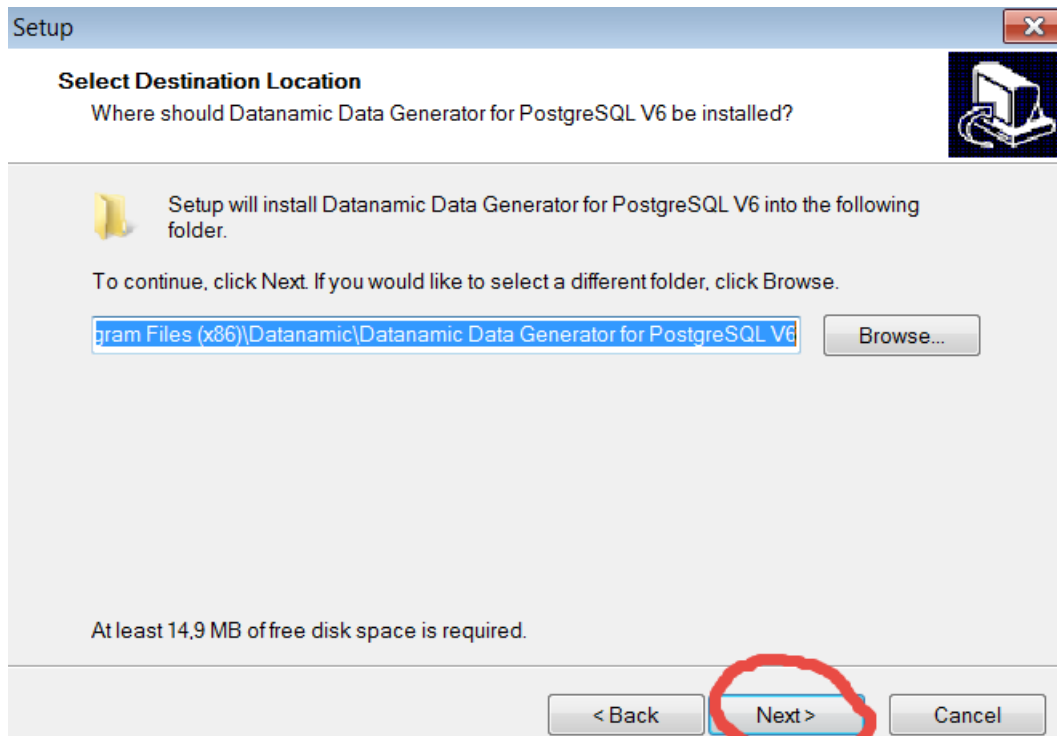 Setup
Select Destination Location
Where should Datanamic Data Generator for PostgreSQL V6 be installed?
Setup will install Datanamic Data Generator for PostgreSQL V6 into the following
folder.
To continue, click Next. If you would like to select a different folder, click Browse.
gram Files (x86)\Datanamic\Datanamic Data Generator for PostgreSQL V6
Browse...
At least 14,9 MB of free disk space is required.
< Back
Next >
Cancel